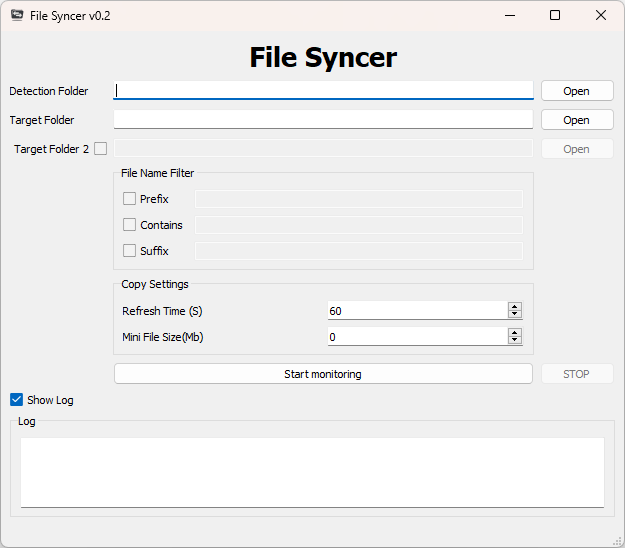 File Syncer v0.2
File Syncer
Detection Folder Open
Target Folder Open
Target Folder 2 Open
File Name Filter
Prefix
Contains
Suffix
Copy Settings
Refresh Time (S) 60
Mini File Size(Mb) 0
Start monitoring STOP
Show Log
Log